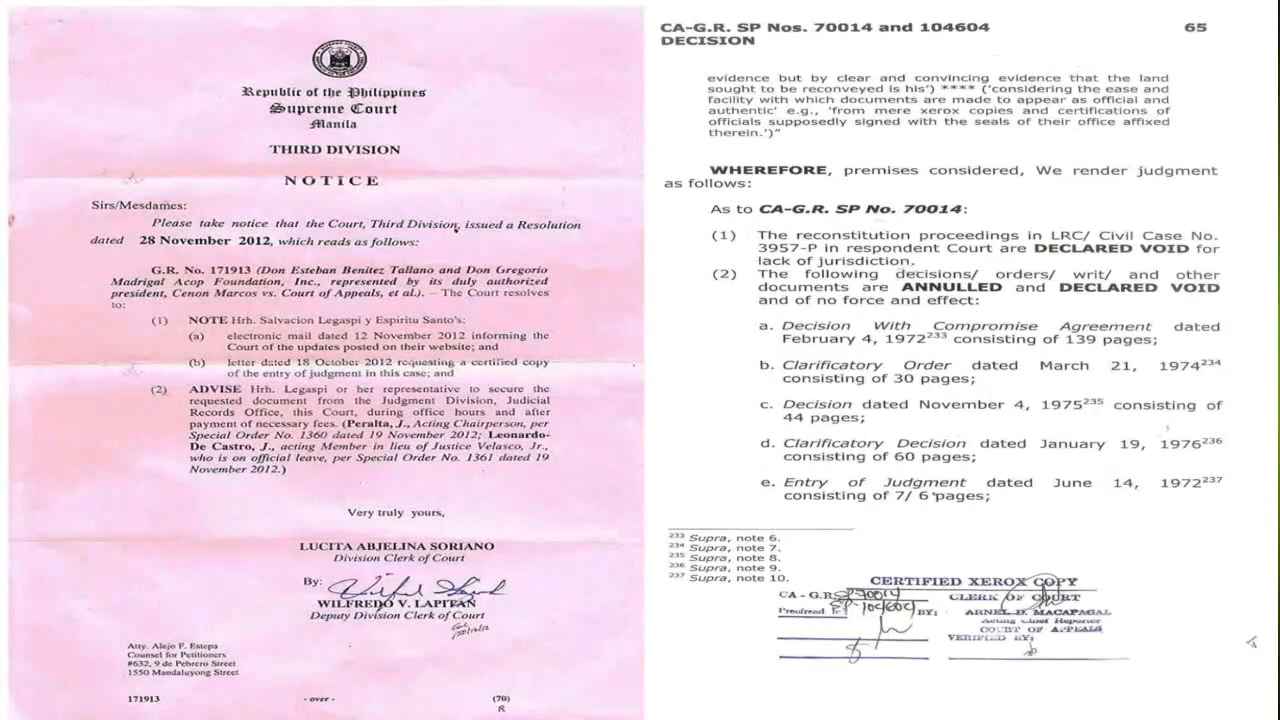 Republic of the Philippines
Supreme Court
Manila
THIRD DIVISION
NOTICE
Sirs/Mesdames:
Please take notice that the Court, Third Division, issued a Resolution
dated 28 November 2012, which reads as follows:
G.R. No. 171913 (Don Esteban Benitez Tallano and Don Gregorio
Madrigal Acop Foundation, Inc., represented by its duly authorized
president, Cenon Marcos vs. Court of Appeals, et al.). – The Court resolves
to:
(1) NOTE Hrh. Salvacion Legaspi y Espiritu Santo's:
(a) electronic mail dated 12 November 2012 informing the
Court of the updates posted on their website; and
(b) letter dated 18 October 2012 requesting a certified copy
of the entry of judgment in this case; and
(2) ADVISE Hrh. Legaspi or her representative to secure the
requested document from the Judgment Division, Judicial
Records Office, this Court, during office hours and after
payment of necessary fees. (Peralta, J., Acting Chairperson, per
Special Order No. 1360 dated 19 November 2012; Leonardo-
De Castro, J., acting Member in lieu of Justice Velasco, Jr.,
who is on official leave, per Special Order No. 1361 dated 19
November 2012.)
Very truly yours,
LUCITA ABJELINA SORIANO
Division Clerk of Court
By:
WILFREDO V. LAPITAN
Deputy Division Clerk of Court
Atty. Alejo F. Estepa
Counsel for Petitioners
#632, 9 de Pebrero Street
1550 Mandaluyong Street
171913 - over - (70)
CA-G.R. SP Nos. 70014 and 104604 65
DECISION
evidence but by clear and convincing evidence that the land
sought to be reconveyed is his') **** ('considering the ease and
facility with which documents are made to appear as official and
authentic' e.g., 'from mere xerox copies and certifications of
officials supposedly signed with the seals of their office affixed
therein.')"
WHEREFORE, premises considered, We render judgment
as follows:
As to CA-G.R. SP No. 70014:
(1) The reconstitution proceedings in LRC/ Civil Case No.
3957-P in respondent Court are DECLARED VOID for
lack of jurisdiction.
(2) The following decisions/ orders/ writ/ and other
documents are ANNULLED and DECLARED VOID
and of no force and effect:
a. Decision With Compromise Agreement dated
February 4, 1972233 consisting of 139 pages;
b. Clarificatory Order dated March 21, 1974234
consisting of 30 pages;
c. Decision dated November 4, 1975235 consisting of
44 pages;
d. Clarificatory Decision dated January 19, 1976236
consisting of 60 pages;
e. Entry of Judgment dated June 14, 1972237
consisting of 7/ 6 pages;
233 Supra, note 6.
234 Supra, note 7.
235 Supra, note 8.
236 Supra, note 9.
237 Supra, note 10.
CERTIFIED XEROX COPY
CA - G.R. SP-70014 CLERK OF COURT
Proofread SP-104604 BY: ARNEL D. MACAPAGAL
Acting Chief Reporter
COURT OF APPEALS
VERIFIED BY: